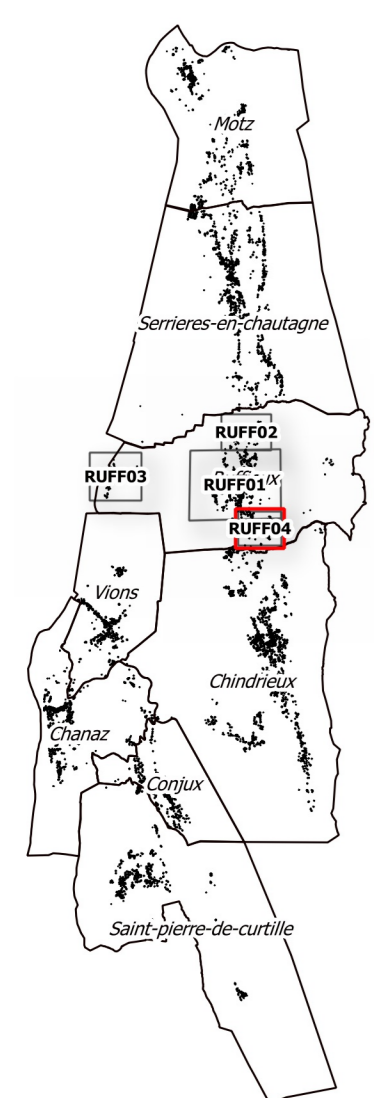 Motz
Serrieres-en-chautagne
RUFF02
RUFF03
RUFF01
RUFF04
Vions
Chindrieux
Chanaz
Conjux
Saint-pierre-de-curtille